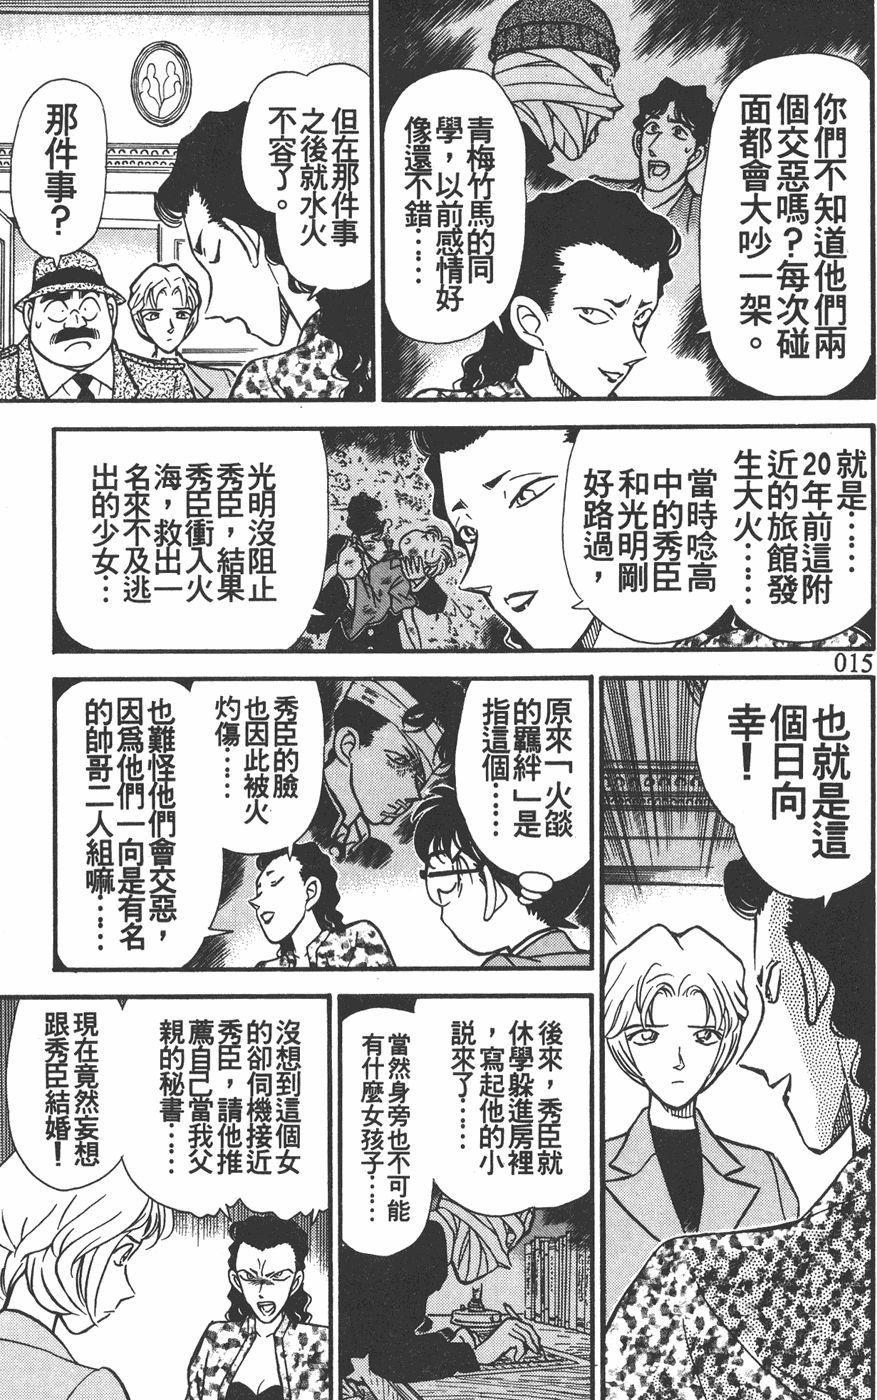 你們不知道他們兩
個交惡嗎？每次碰
面都會大吵一架。
青梅竹馬的同
學，以前感情好
像還不錯……
但在那件事
之後就水火
不容了。
那件事？
就是……
20年前這附
近的旅館發
生大火……
當時唸高
中的秀臣
和光明剛
好路過，
光明沒阻止
秀臣，結果
秀臣衝入火
海，救出一
名來不及逃
出的少女…
015
也就是這
個日向
幸！
原來「火燄
的羈絆」是
指這個……
秀臣的臉
也因此被火
灼傷……
也難怪他們會交惡，
因為他們一向是有名
的帥哥二人組嘛……
後來，秀臣就
休學躲進房裡
，寫起他的小
說來了……
當然身旁也不可能
有什麼女孩子……
沒想到這個女
的卻伺機接近
秀臣，請他推
薦自己當我父
親的秘書……
現在竟然妄想
跟秀臣結婚！